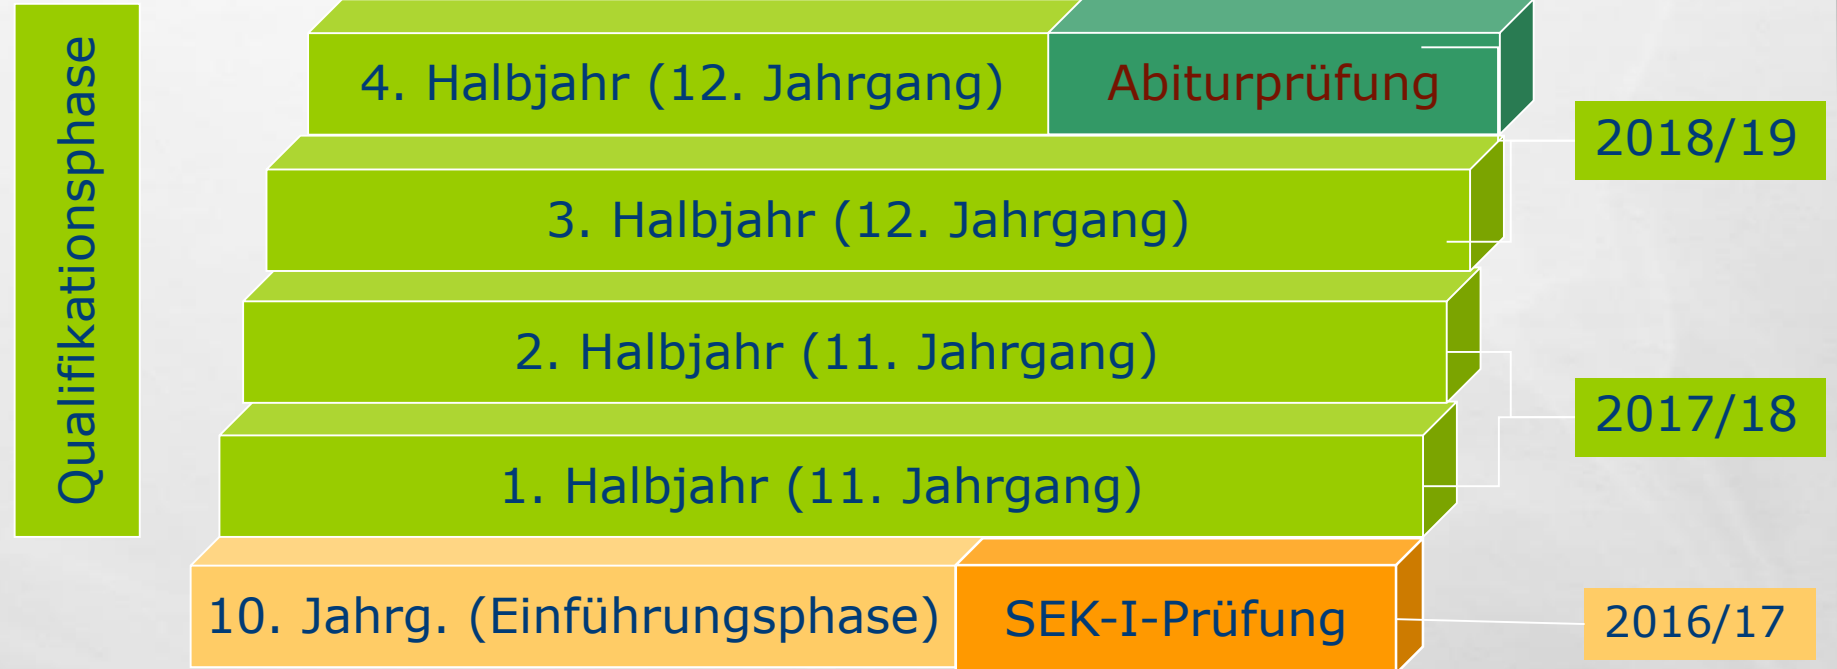 Qualifikationsphase
4. Halbjahr (12. Jahrgang)
Abiturprüfung
2018/19
3. Halbjahr (12. Jahrgang)
2. Halbjahr (11. Jahrgang)
2017/18
1. Halbjahr (11. Jahrgang)
10. Jahrg. (Einführungsphase)
SEK-I-Prüfung
2016/17